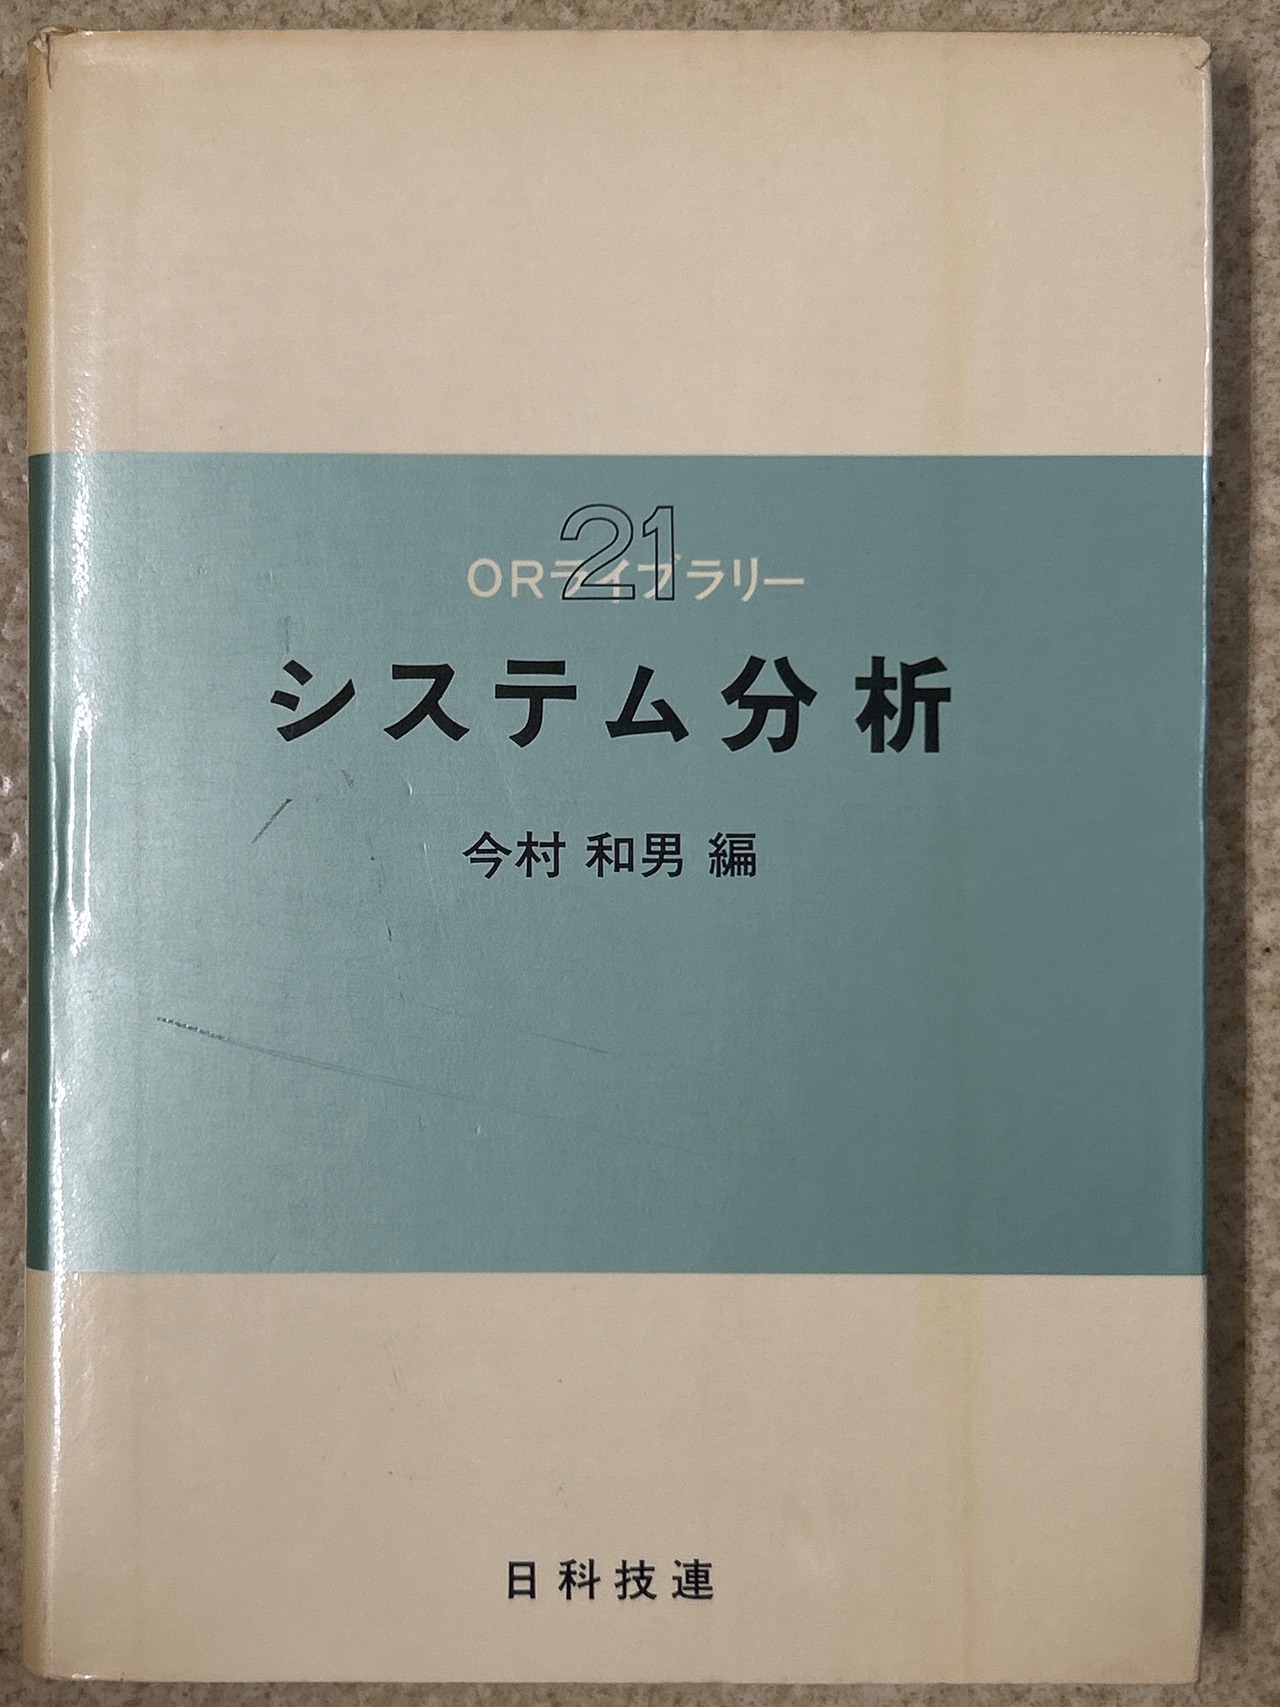 21
ORライブラリー
システム分析
今村 和男 編
日科技連